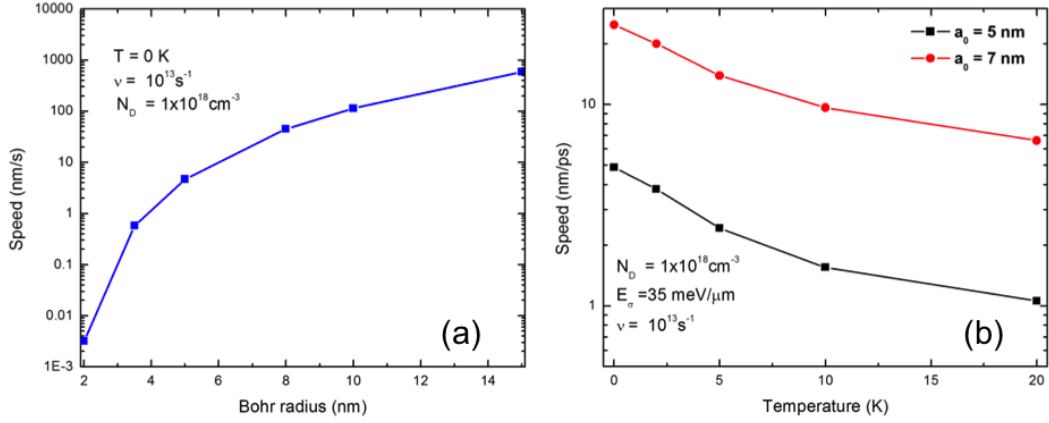 10000
1000
100
10
1
0.1
0.01
1E-3
Speed (nm/s)
T = 0 K
ν = 10¹³s⁻¹
N_D = 1x10¹⁸cm⁻³
(a)
2 4 6 8 10 12 14
Bohr radius (nm)
10
1
Speed (nm/ps)
a₀ = 5 nm
a₀ = 7 nm
N_D = 1x10¹⁸cm⁻³
E_σ =35 meV/μm
ν = 10¹³s⁻¹
(b)
0 5 10 15 20
Temperature (K)